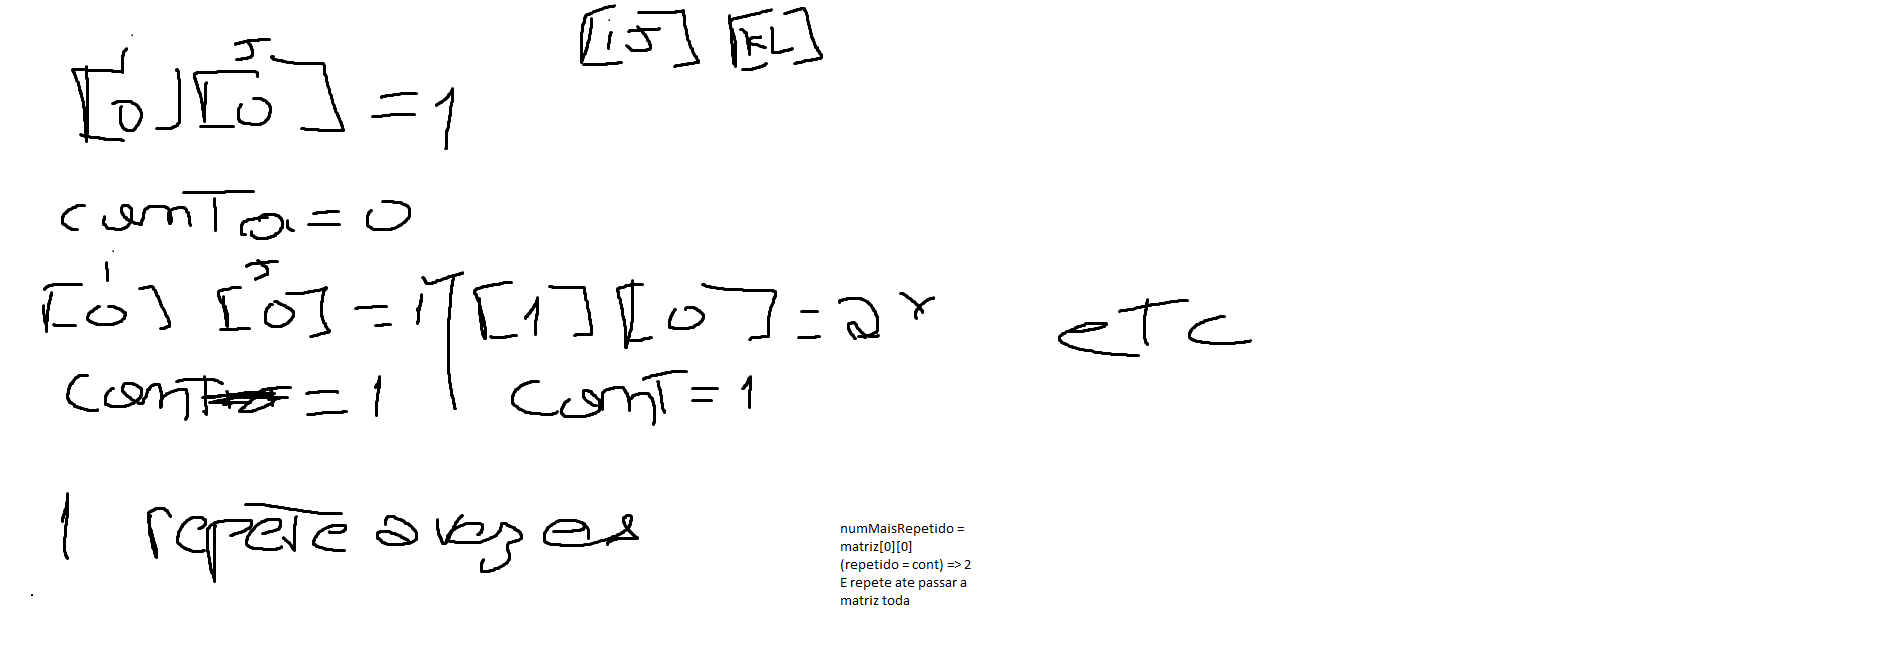 [i J] [KL]
i J
[0][0] = 1
conta = 0
i J
[0] [0] = 1 [1] [0] = 2 x etc
cont = 1 cont = 1
1 repete 2 vezes
numMaisRepetido =
matriz[0][0]
(repetido = cont) => 2
E repete ate passar a
matriz toda